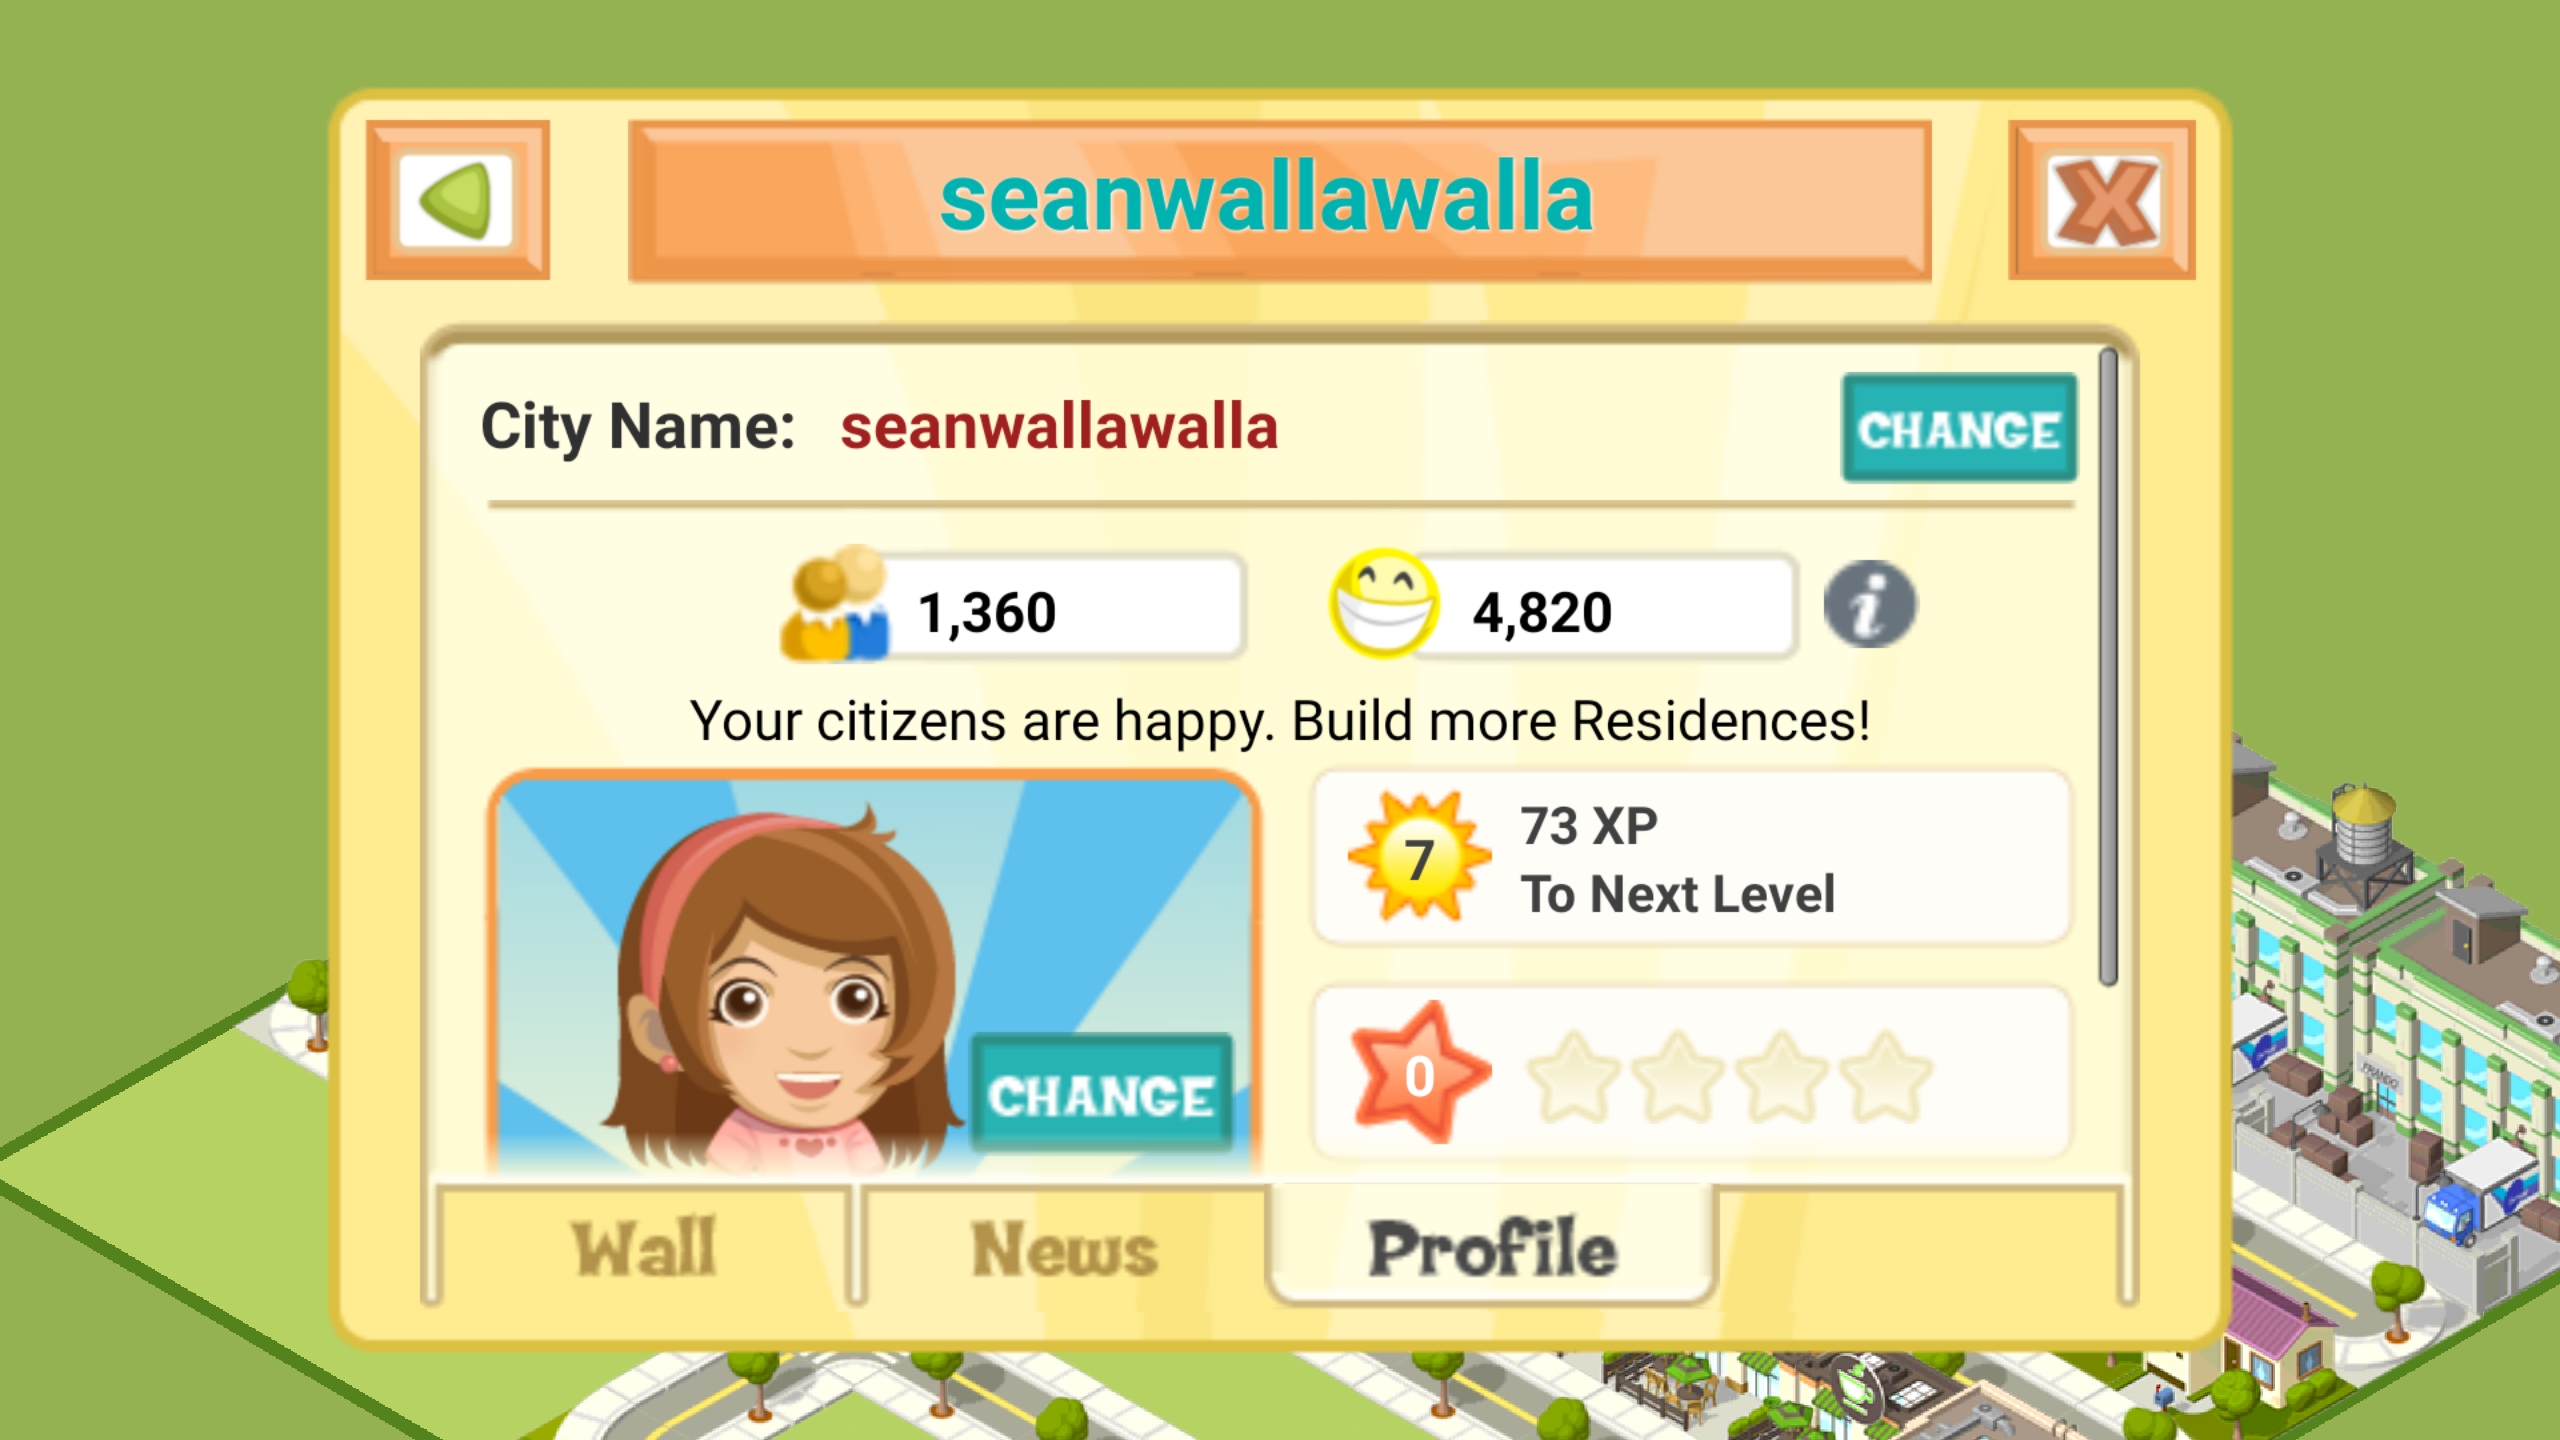 seanwallawalla
City Name: seanwallawalla
CHANGE
1,360
4,820
i
Your citizens are happy. Build more Residences!
7
73 XP
To Next Level
0
CHANGE
Wall
News
Profile